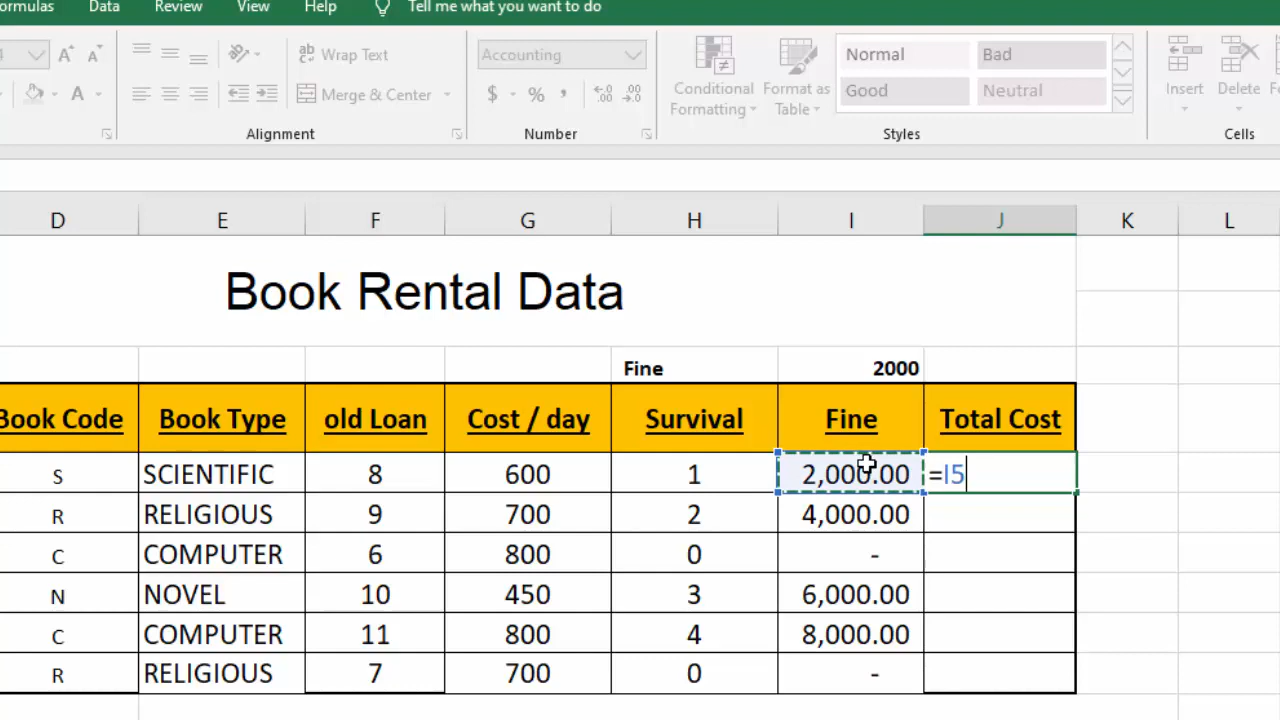 ormulas Data Review View Help Tell me what you want to do
Wrap Text Accounting Conditional Formatting Format as Table Normal Bad Insert Delete
Merge & Center $ % Good Neutral
Alignment Number Styles Cells
D E F G H I J K L
Book Rental Data
Fine 2000
Book Code Book Type old Loan Cost / day Survival Fine Total Cost
S SCIENTIFIC 8 600 1 2,000.00 =I5
R RELIGIOUS 9 700 2 4,000.00
C COMPUTER 6 800 0 -
N NOVEL 10 450 3 6,000.00
C COMPUTER 11 800 4 8,000.00
R RELIGIOUS 7 700 0 -